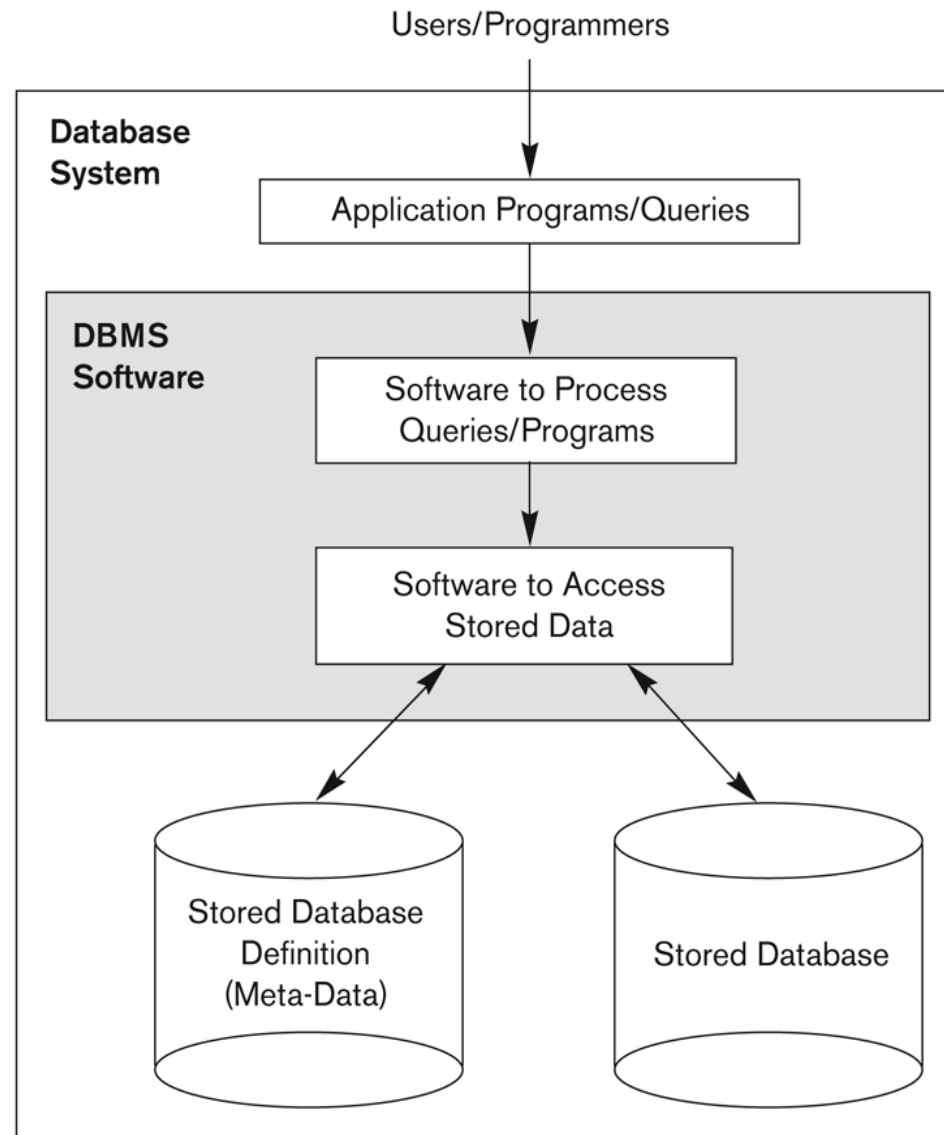 Users/Programmers
Database
System
Application Programs/Queries
DBMS
Software
Software to Process
Queries/Programs
Software to Access
Stored Data
Stored Database
Definition
(Meta-Data)
Stored Database